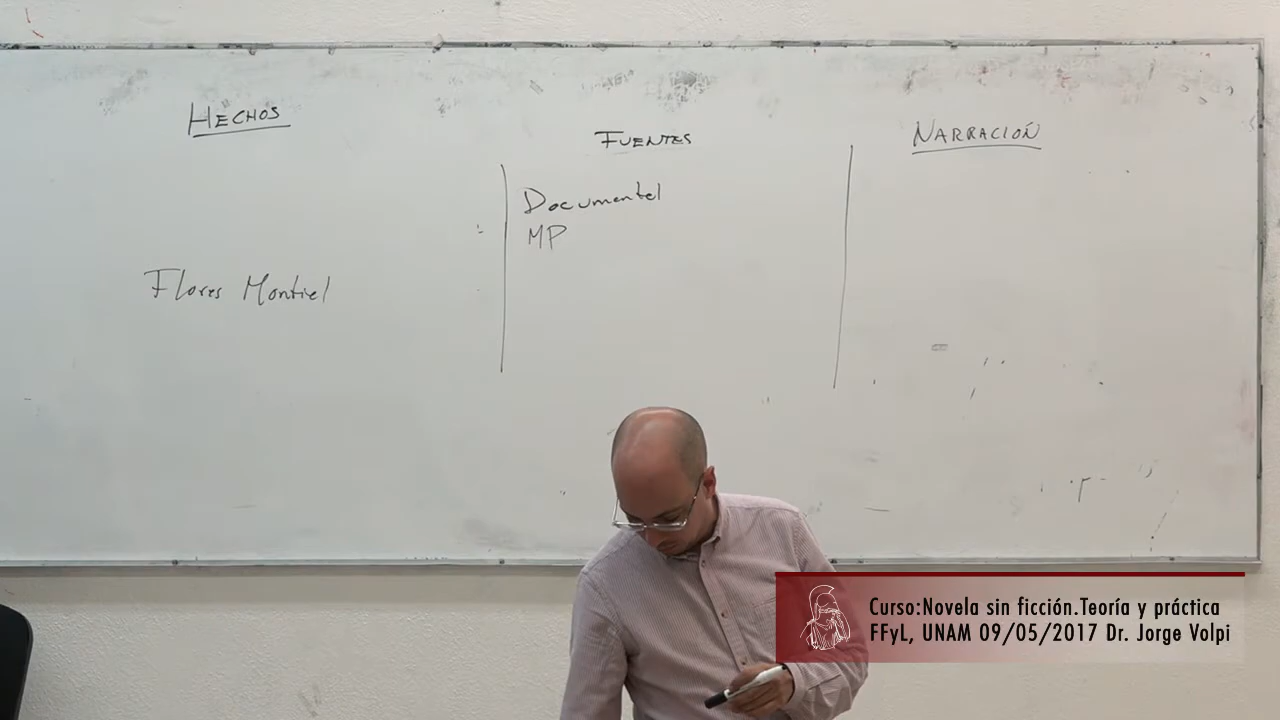 HECHOS
FUENTES
NARRACIÓN
Documental
MP
Flores Montiel
Curso:Novela sin ficción.Teoría y práctica
FFyL, UNAM 09/05/2017 Dr. Jorge Volpi